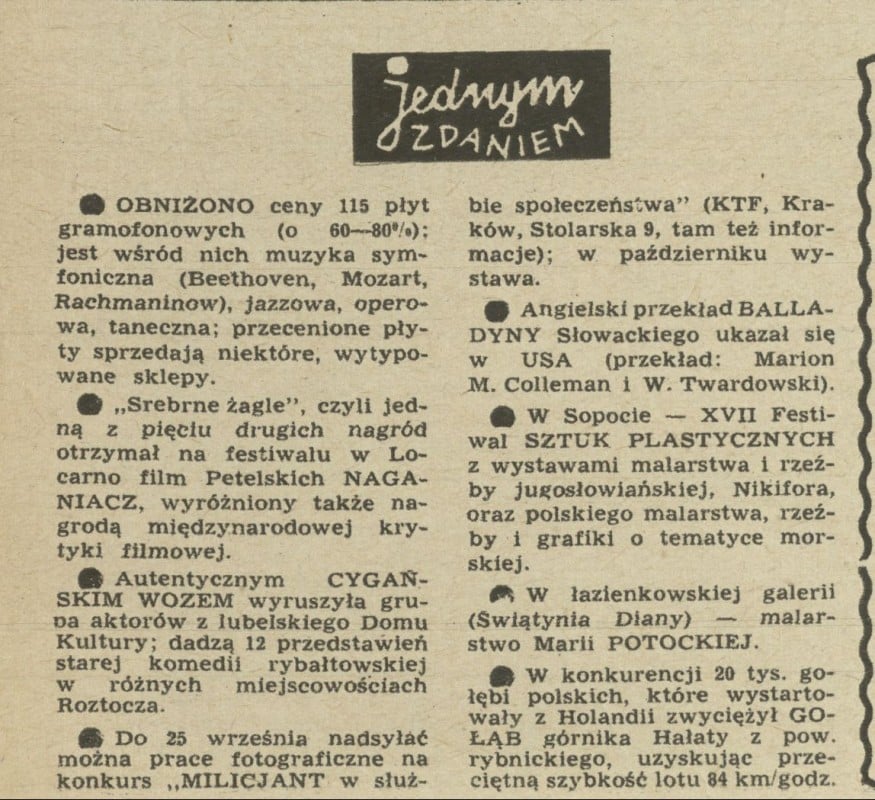 jednym
ZDANIEM
● OBNIŻONO ceny 115 płyt
gramofonowych (o 60—80%);
jest wśród nich muzyka sym-
foniczna (Beethoven, Mozart,
Rachmaninow), jazzowa, opero-
wa, taneczna; przecenione pły-
ty sprzedają niektóre, wytypo-
wane sklepy.
● „Srebrne żagle”, czyli jed-
ną z pięciu drugich nagród
otrzymał na festiwalu w Lo-
carno film Petelskich NAGA-
NIACZ, wyróżniony także na-
grodą międzynarodowej kry-
tyki filmowej.
● Autentycznym CYGAŃ-
SKIM WOZEM wyruszyła gru-
pa aktorów z lubelskiego Domu
Kultury; dadzą 12 przedstawień
starej komedii rybałtowskiej
w różnych miejscowościach
Roztocza.
● Do 25 września nadsyłać
można prace fotograficzne na
konkurs „MILICJANT w służ-
bie społeczeństwa” (KTF, Kra-
ków, Stolarska 9, tam też infor-
macje); w październiku wy-
stawa.
● Angielski przekład BALLA-
DYNY Słowackiego ukazał się
w USA (przekład: Marion
M. Colleman i W. Twardowski).
● W Sopocie — XVII Festi-
wal SZTUK PLASTYCZNYCH
z wystawami malarstwa i rzeź-
by jugosłowiańskiej, Nikifora,
oraz polskiego malarstwa, rzeź-
by i grafiki o tematyce mor-
skiej.
● W łazienkowskiej galerii
(Świątynia Diany) — malar-
stwo Marii POTOCKIEJ.
● W konkurencji 20 tys. go-
łębi polskich, które wystarto-
wały z Holandii zwyciężył GO-
ŁĄB górnika Hałaty z pow.
rybnickiego, uzyskując prze-
ciętną szybkość lotu 84 km/godz.